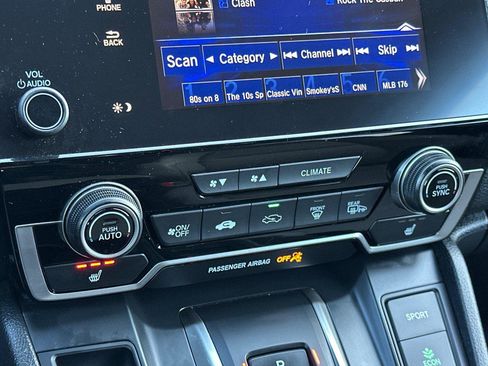 PHONE
Clash
Rock The Casbah
BACK
Scan
Category
Channel
Skip
VOL
AUDIO
1 2 3 4 5 6
80s on 8
The 10s Sp
Classic Vin
Smokey'sS
CNN
MLB 176
CLIMATE
PUSH
AUTO
ON/
OFF
FRONT
REAR
PUSH
SYNC
PASSENGER AIRBAG OFF
SPORT
P
ECON